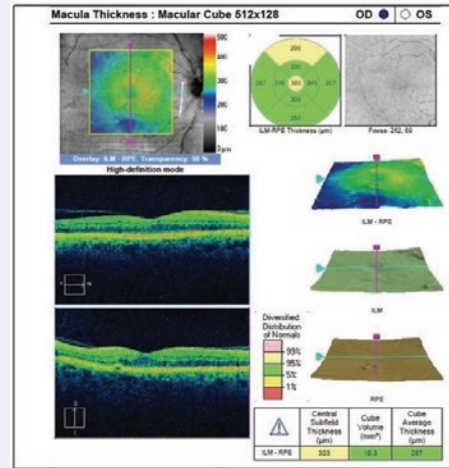 Macula Thickness : Macular Cube 512x128
OD
OS
500
400
300
200
100
0 µm
Overlay: ILM - RPE Transparency: 50 %
High-definition mode
ILM-RPE Thickness (µm)
Fovea: 262, 69
ILM - RPE
ILM
RPE
Diversified:
Distribution
of Normals
99%
95%
5%
1%
Central
Subfield
Thickness
(µm)
Cube
Volume
(mm³)
Cube
Average
Thickness
(µm)
ILM - RPE
303
10.3
287